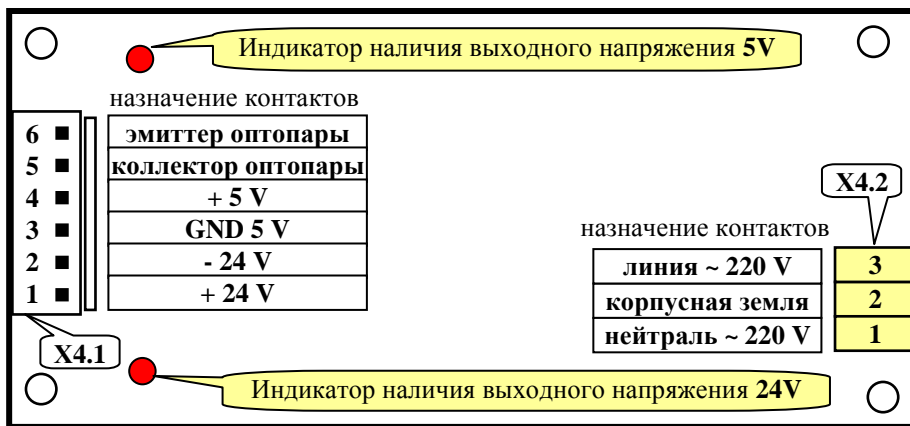 Индикатор наличия выходного напряжения 5V
назначение контактов
6 эмиттер оптопары
5 коллектор оптопары
4 + 5 V
3 GND 5 V
2 - 24 V
1 + 24 V
X4.1
X4.2
назначение контактов
линия ~ 220 V 3
корпусная земля 2
нейтраль ~ 220 V 1
Индикатор наличия выходного напряжения 24V